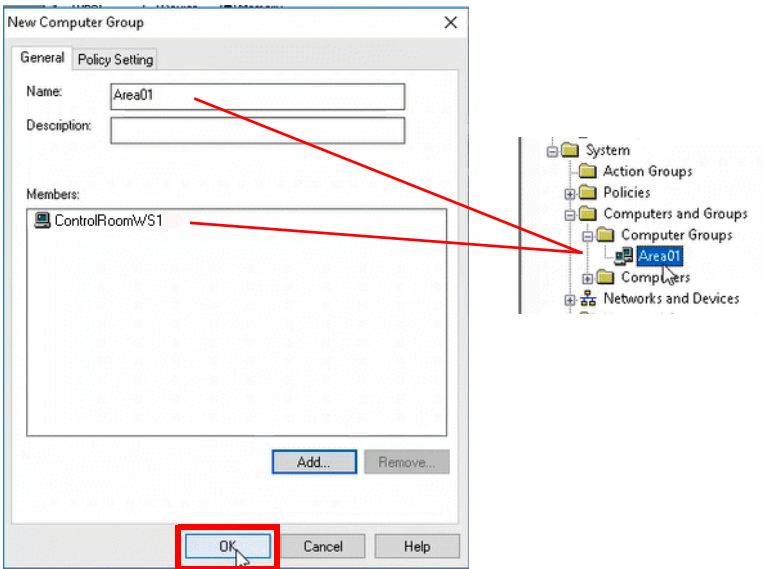 New Computer Group
General
Policy Setting
Name:
Area01
Description:
Members:
ControlRoomWS1
Add...
Remove...
OK
Cancel
Help
System
Action Groups
Policies
Computers and Groups
Computer Groups
Area01
Computers
Networks and Devices